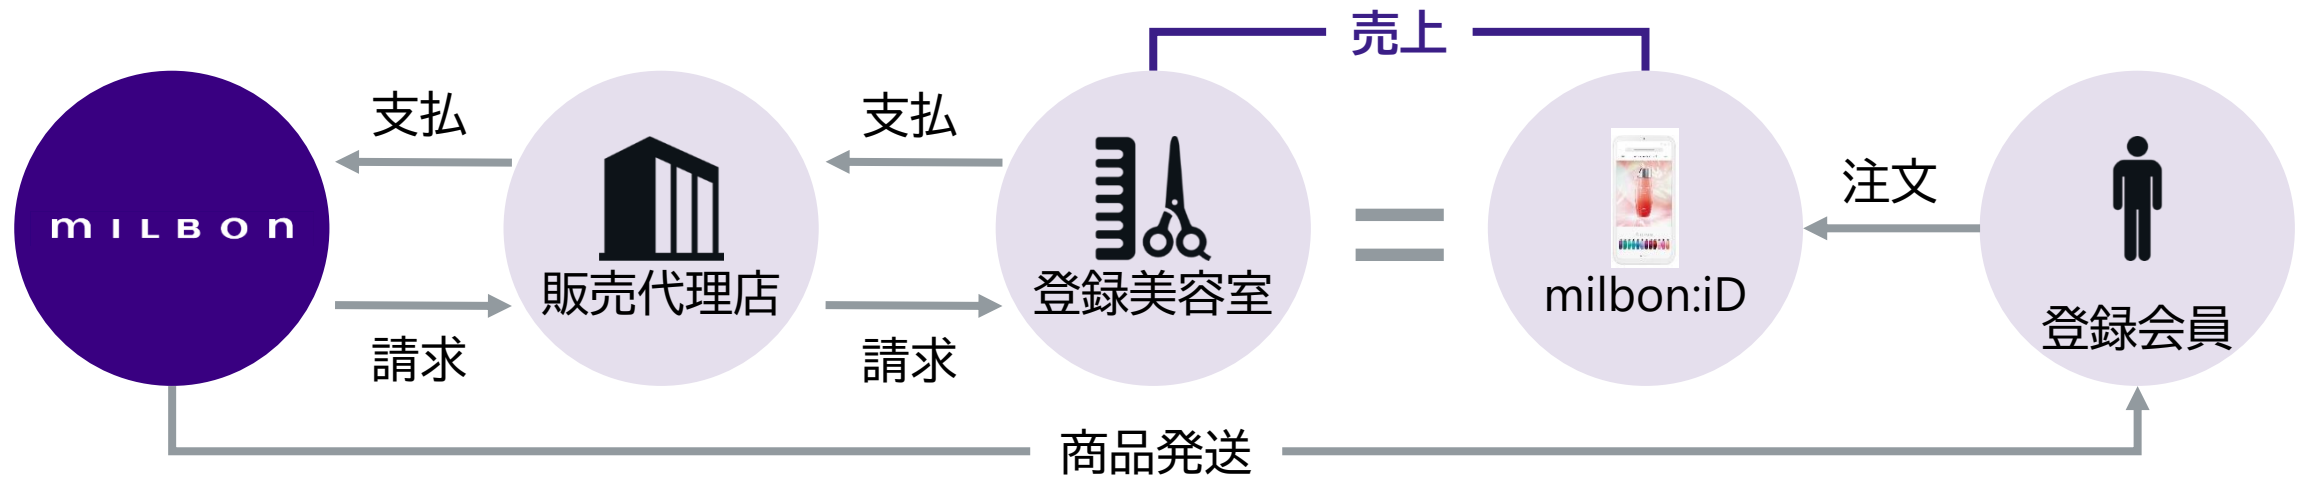 売上
支払
支払
注文
mILBon
販売代理店
登録美容室
milbon:iD
登録会員
請求
請求
商品発送